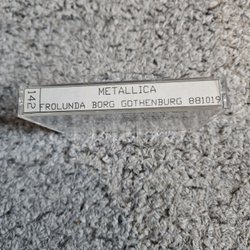 142
METALLICA
FROLUNDA BORG GOTHENBURG 881019